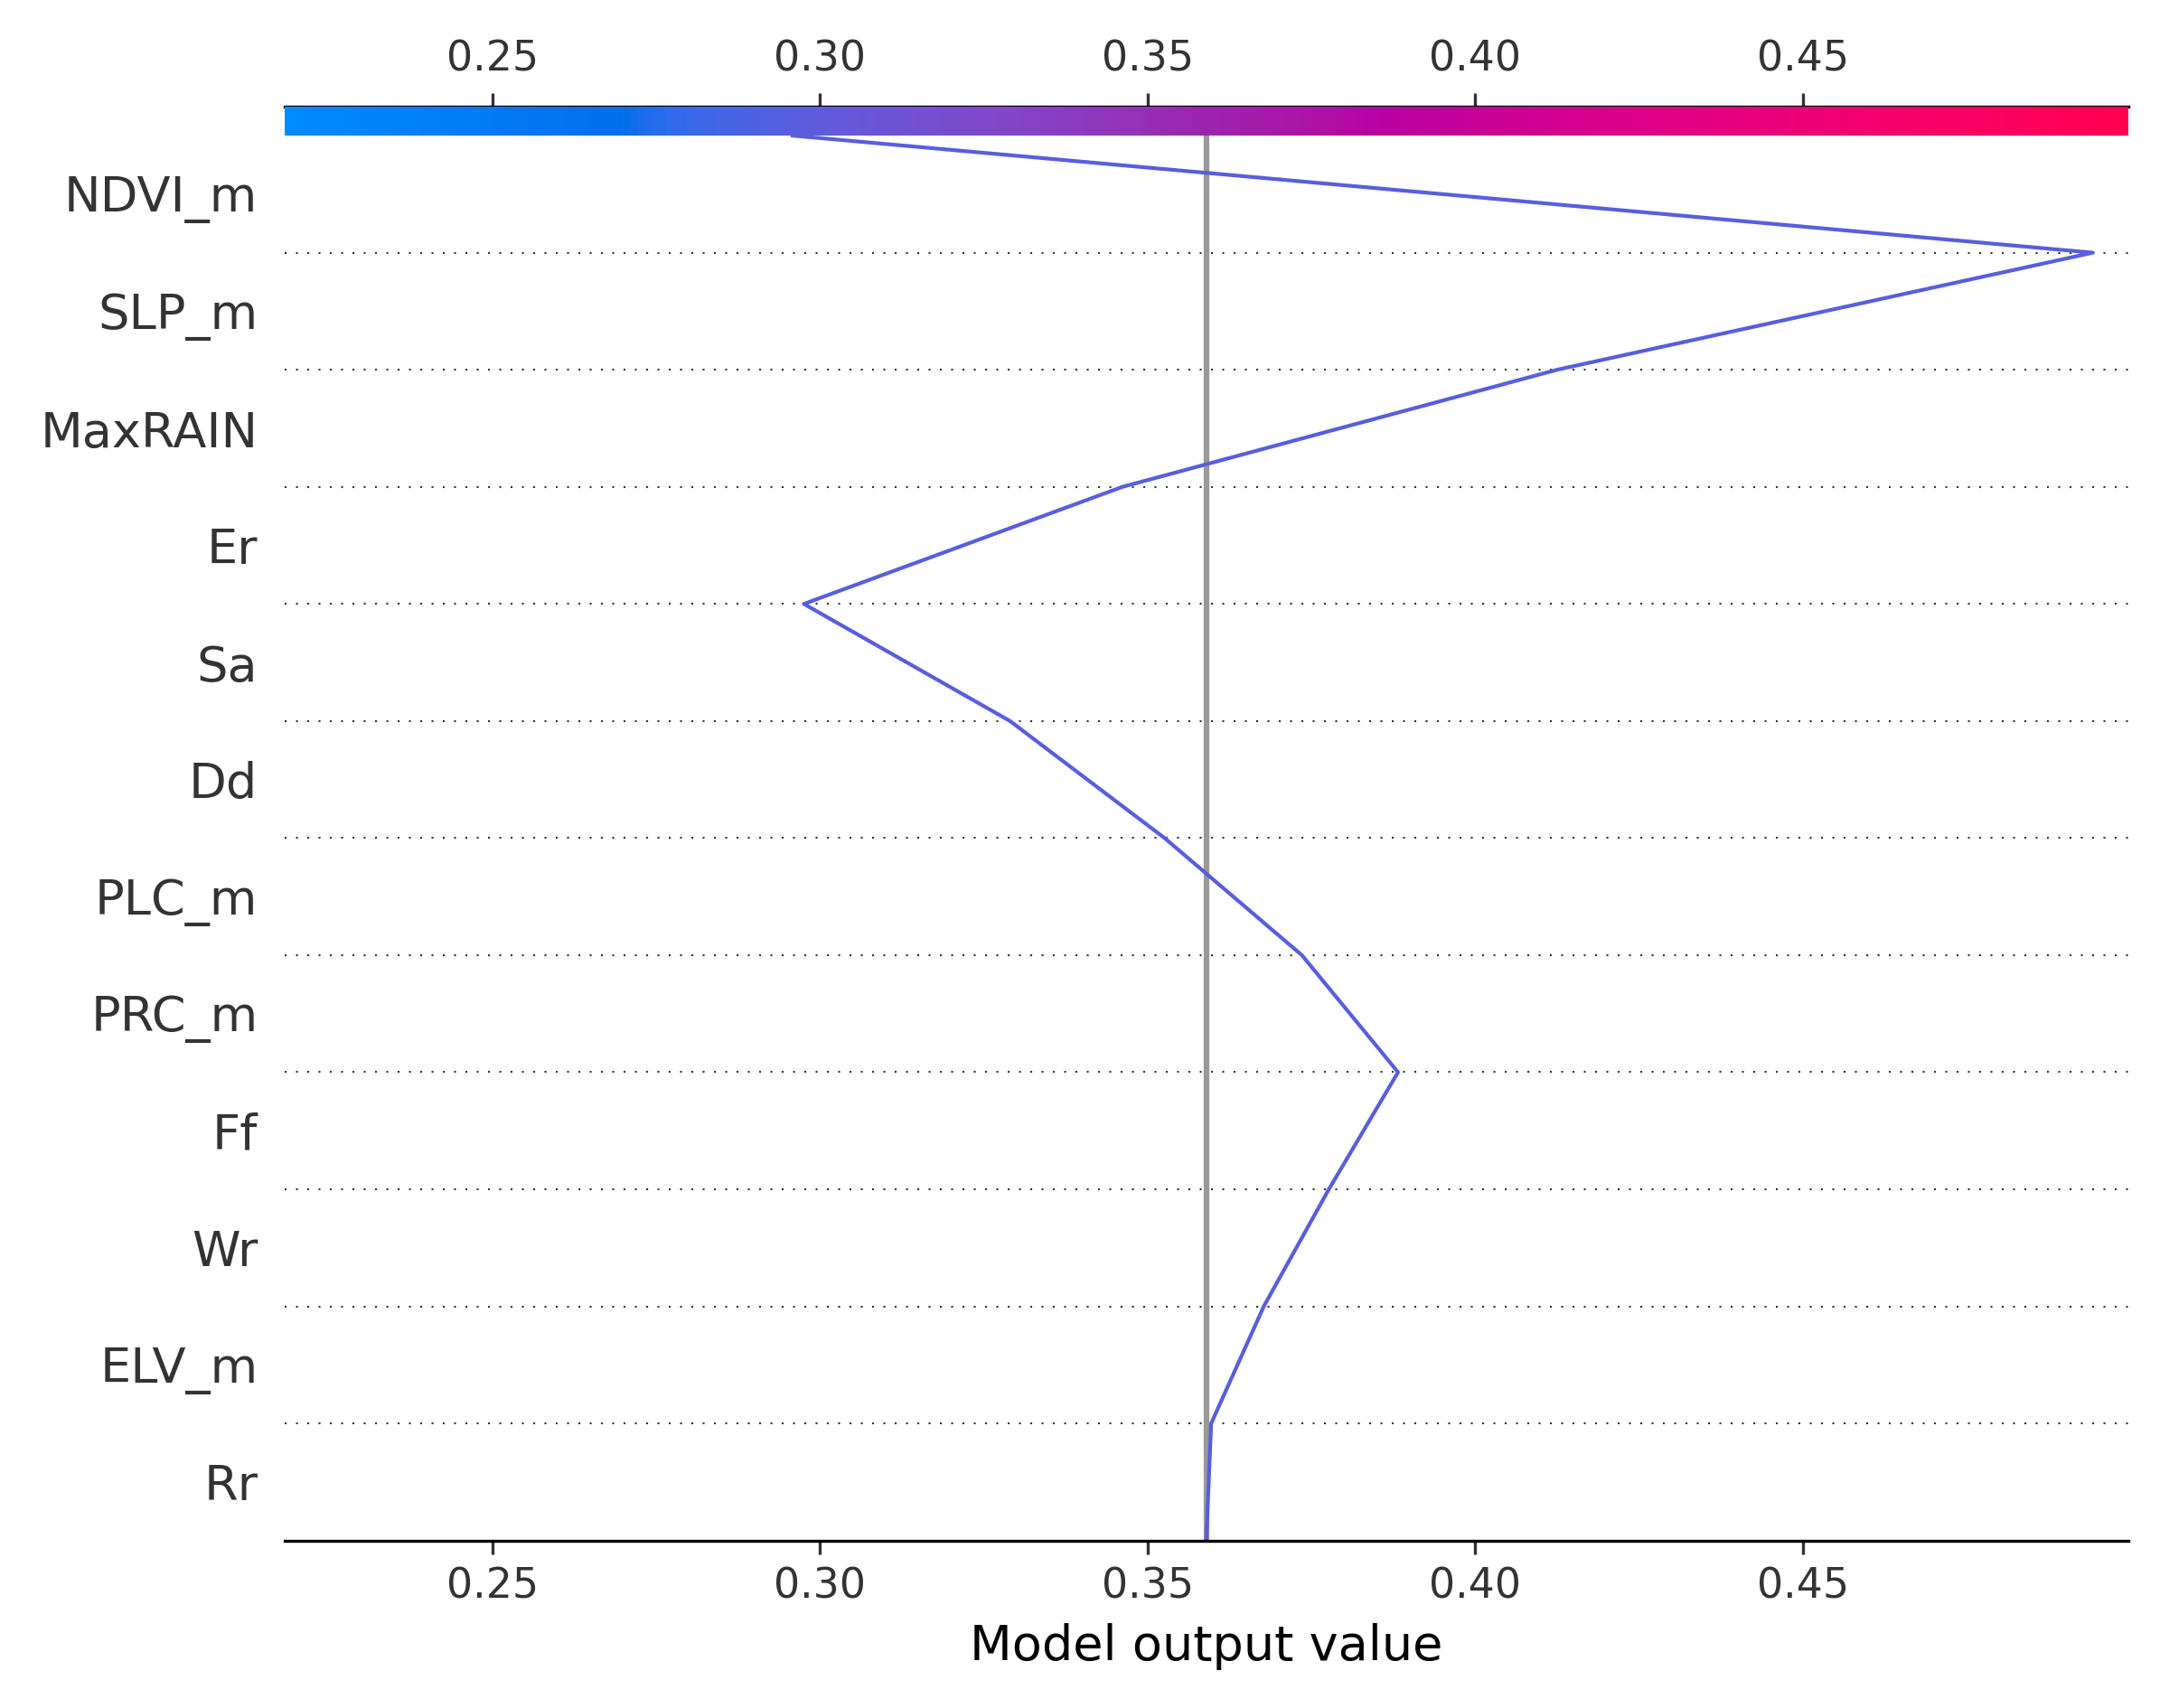 0.25 0.30 0.35 0.40 0.45
NDVI_m
SLP_m
MaxRAIN
Er
Sa
Dd
PLC_m
PRC_m
Ff
Wr
ELV_m
Rr
0.25 0.30 0.35 0.40 0.45
Model output value